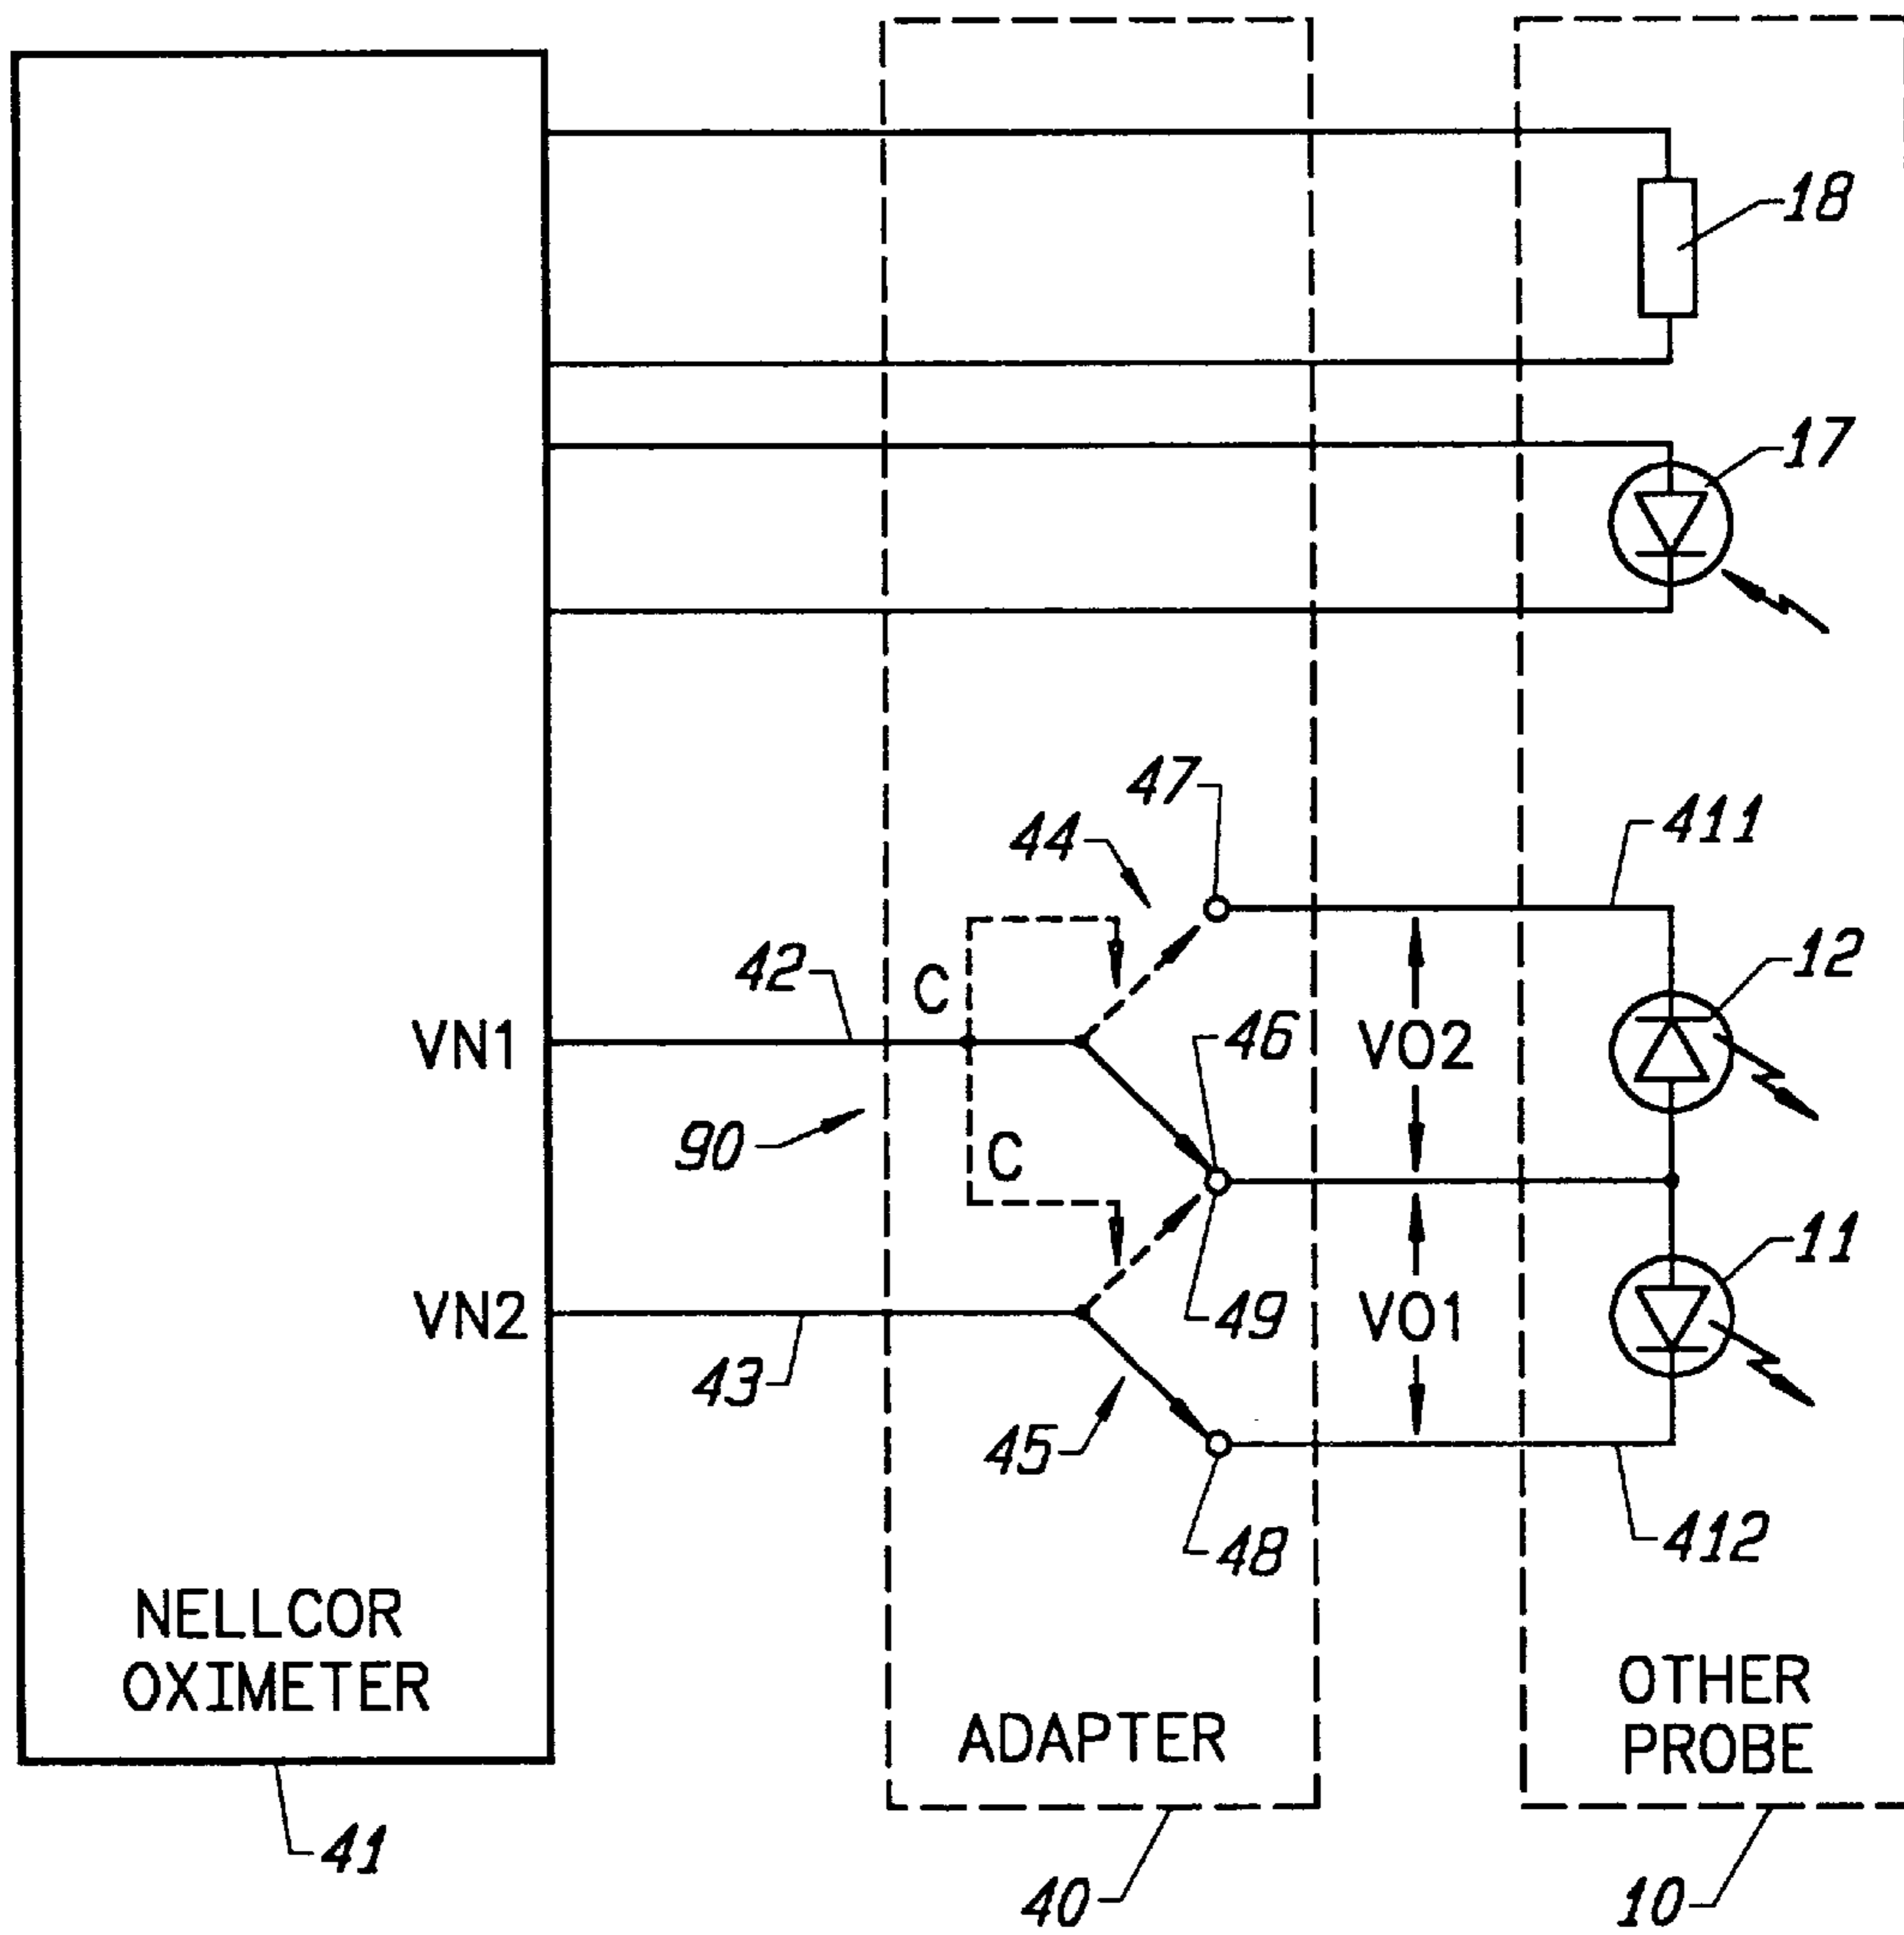 18
17
47
44
411
42
C
12
VN1
46
VO2
90
C
11
VN2
49
VO1
43
45
48
412
NELLCOR
OXIMETER
OTHER
PROBE
ADAPTER
41
40
10